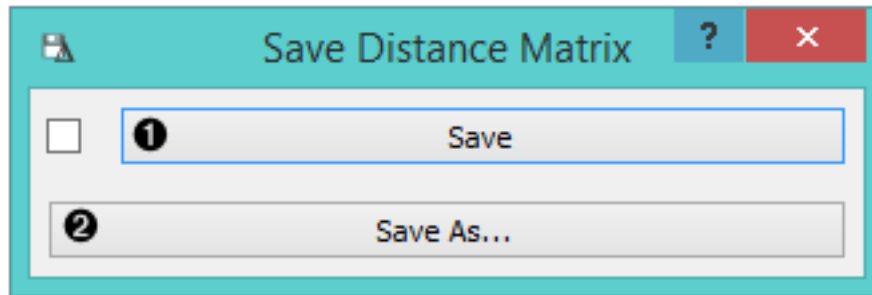 Save Distance Matrix ? ×
❶ Save
❷ Save As...